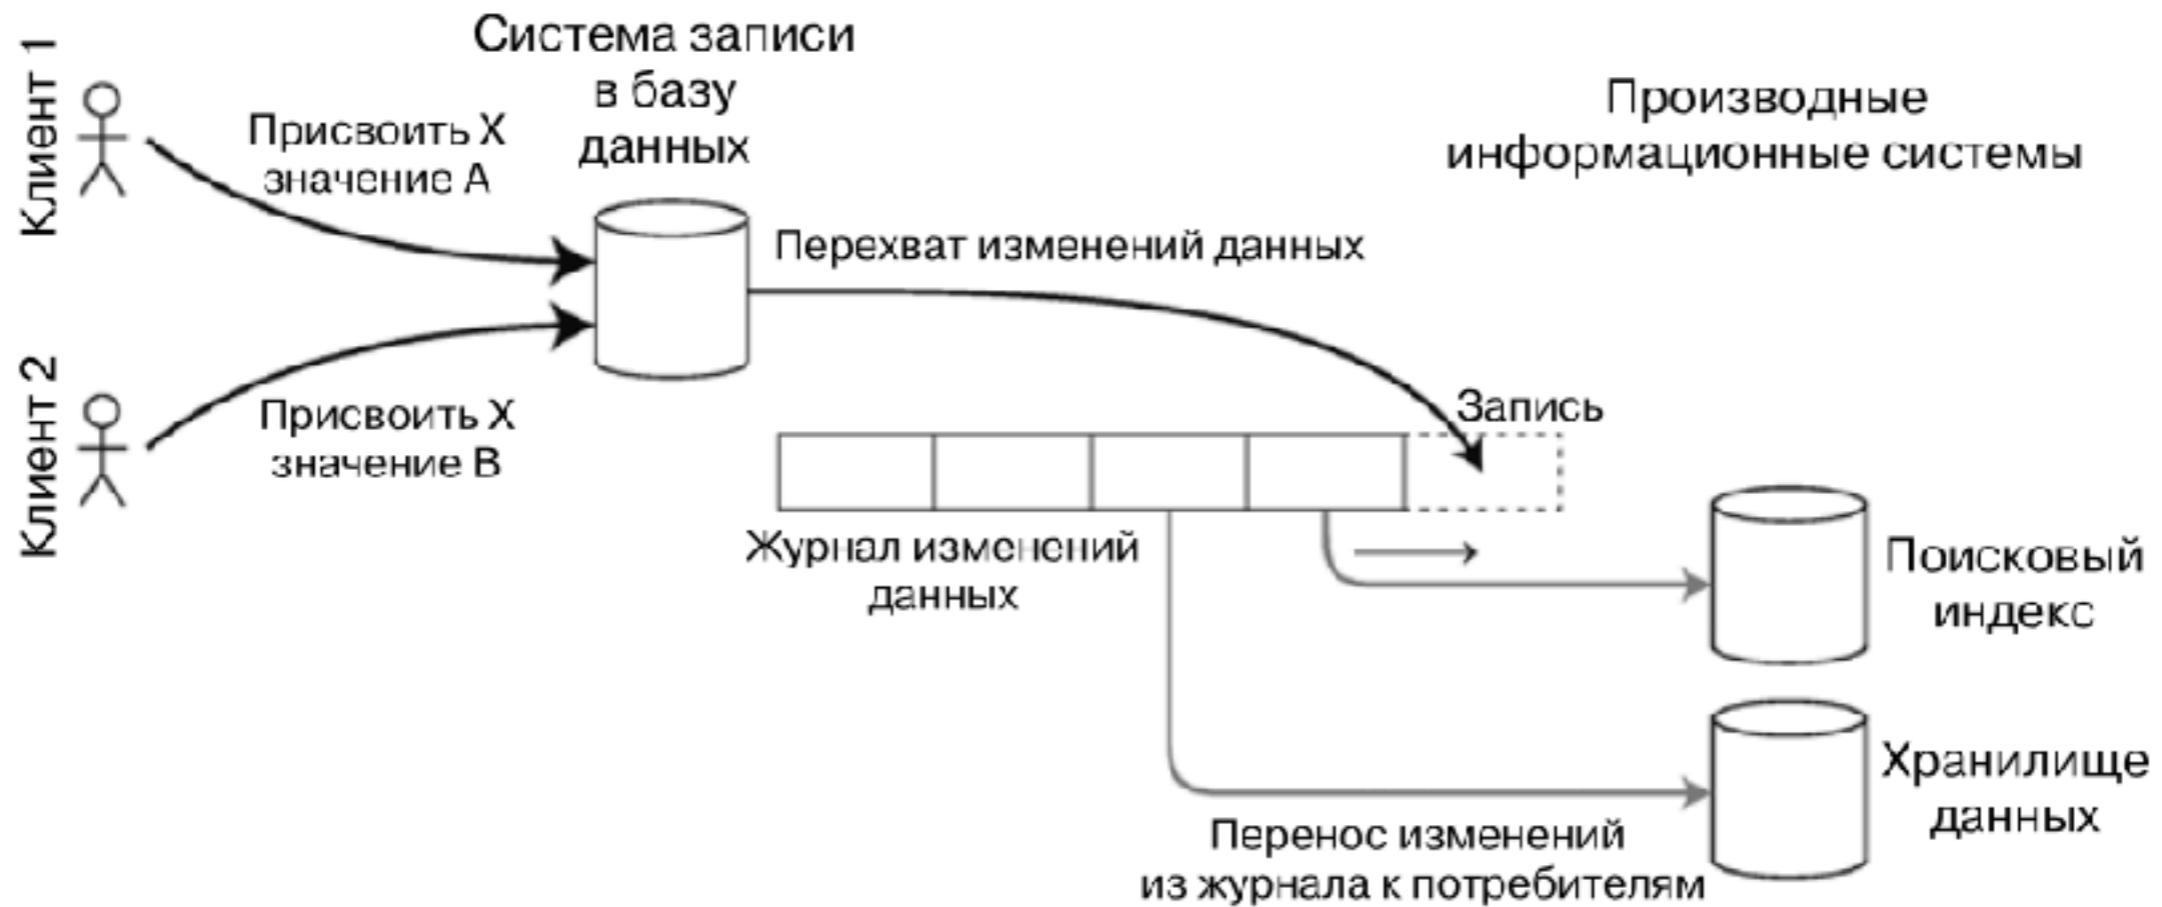 Клиент 1
Присвоить X
значение A
Система записи
в базу
данных
Производные
информационные системы
Перехват изменений данных
Клиент 2
Присвоить X
значение B
Запись
Журнал изменений
данных
Поисковый
индекс
Хранилище
данных
Перенос изменений
из журнала к потребителям